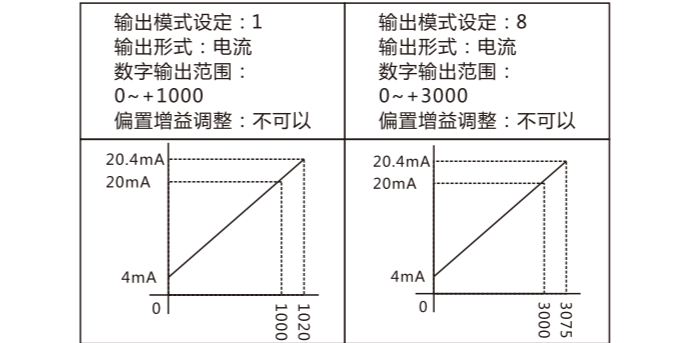 输出模式设定：1
输出形式：电流
数字输出范围：
0~+1000
偏置增益调整：不可以
输出模式设定：8
输出形式：电流
数字输出范围：
0~+3000
偏置增益调整：不可以
20.4mA
20mA
4mA
0
1000
1020
20.4mA
20mA
4mA
0
3000
3075